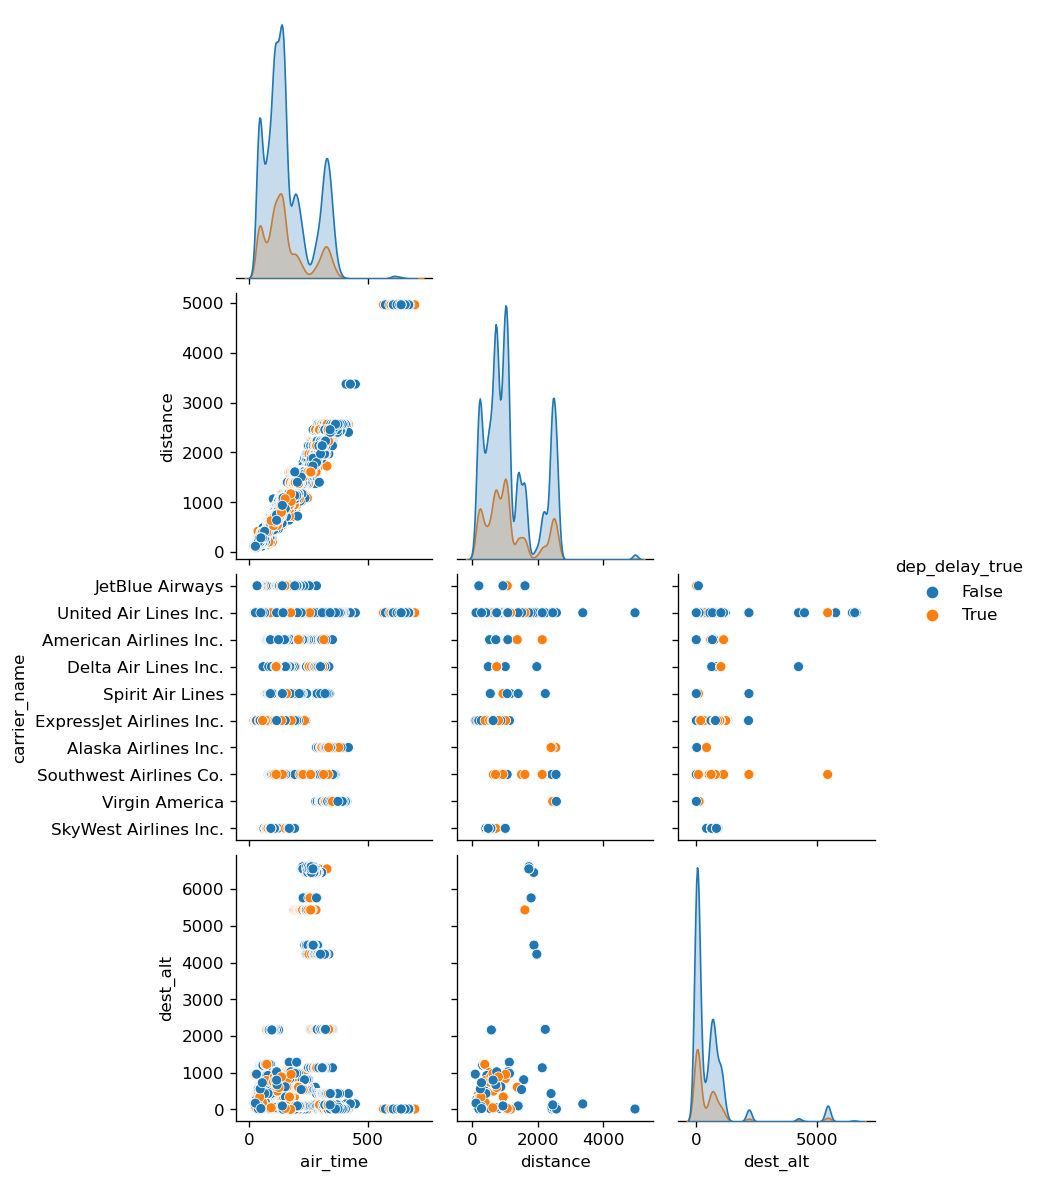 5000
4000
3000
2000
1000
0
distance
JetBlue Airways
United Air Lines Inc.
American Airlines Inc.
Delta Air Lines Inc.
Spirit Air Lines
ExpressJet Airlines Inc.
Alaska Airlines Inc.
Southwest Airlines Co.
Virgin America
SkyWest Airlines Inc.
carrier_name
dep_delay_true
False
True
6000
5000
4000
3000
2000
1000
0
dest_alt
0 500
air_time
0 2000 4000
distance
0 5000
dest_alt